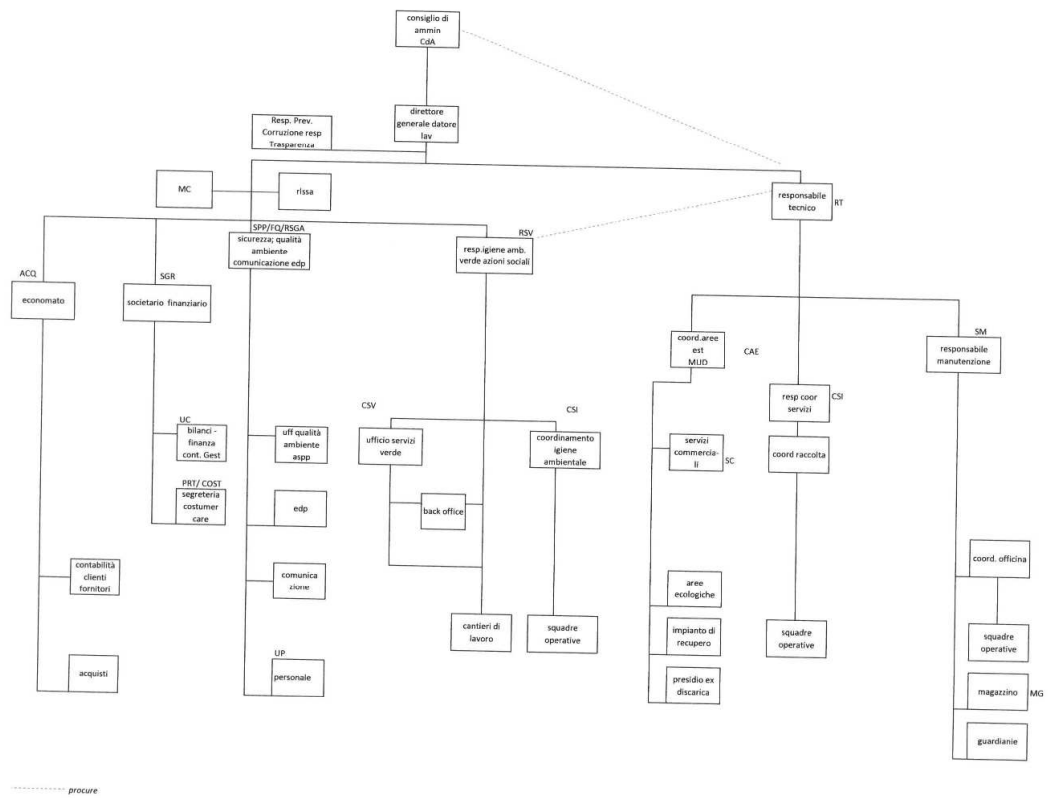 consiglio di
ammin
CdA
direttore
generale datore
lav
Resp. Prev.
Corruzione resp
Trasparenza
MC
rlssa
responsabile
tecnico
RT
SPP/FQ/RSGA
sicurezza; qualità
ambiente
comunicazione edp
RSV
resp.igiene amb.
verde azioni sociali
ACQ
economato
SGR
societario finanziario
coord.aree
est
MUD
CAE
SM
responsabile
manutenzione
resp coor
servizi
CSI
UC
bilanci -
finanza
cont. Gest
uff qualità
ambiente
aspp
CSV
ufficio servizi
verde
CSI
coordinamento
igiene
ambientale
servizi
commercia-
li
SC
coord raccolta
PRT/ COST
segreteria
costumer
care
edp
back office
contabilità
clienti
fornitori
comunica
zione
cantieri di
lavoro
squadre
operative
aree
ecologiche
impianto di
recupero
presidio ex
discarica
squadre
operative
coord. officina
squadre
operative
magazzino
MG
guardianie
acquisti
UP
personale
procure